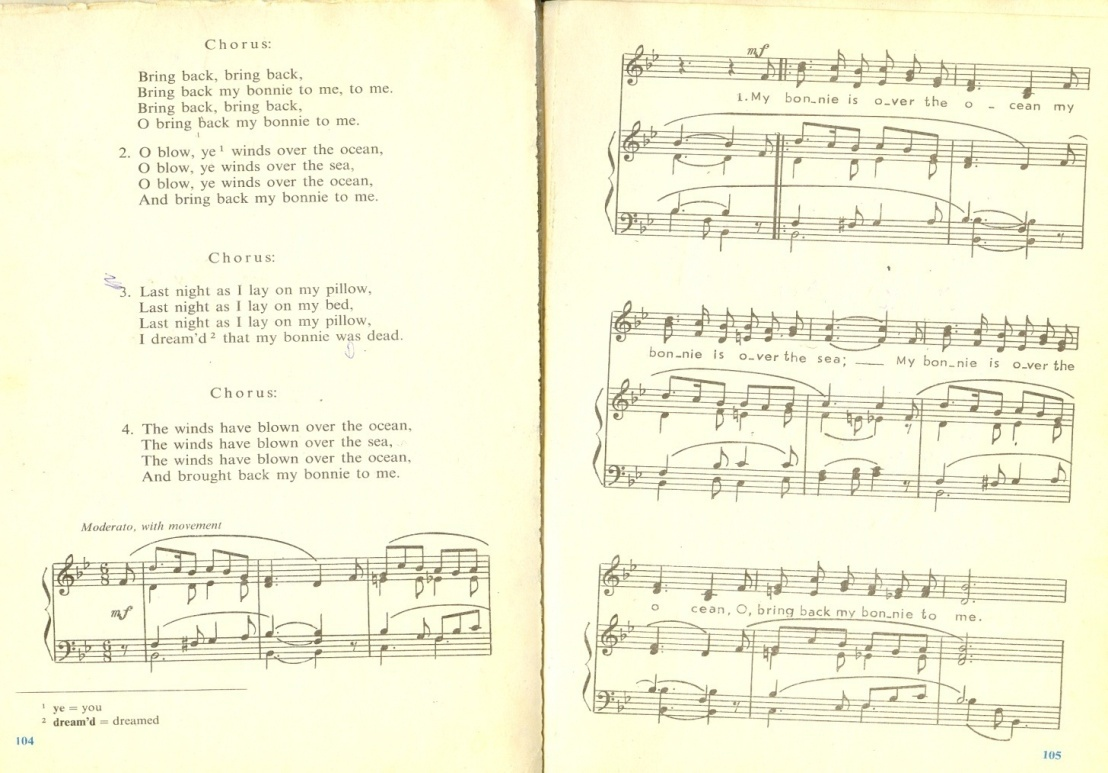 Chorus:
Bring back, bring back,
Bring back my bonnie to me, to me.
Bring back, bring back,
O bring back my bonnie to me.
2. O blow, ye ¹ winds over the ocean,
O blow, ye winds over the sea,
O blow, ye winds over the ocean,
And bring back my bonnie to me.
Chorus:
3. Last night as I lay on my pillow,
Last night as I lay on my bed,
Last night as I lay on my pillow,
I dream'd ² that my bonnie was dead.
Chorus:
4. The winds have blown over the ocean,
The winds have blown over the sea,
The winds have blown over the ocean,
And brought back my bonnie to me.
Moderato, with movement
6 8
mf
6 8
¹ ye = you
² dream'd = dreamed
104
mf
1. My bon-nie is o-ver the o - cean my
bon-nie is o-ver the sea; — My bon-nie is o-ver the
o cean, O, bring back my bon-nie to me.
105